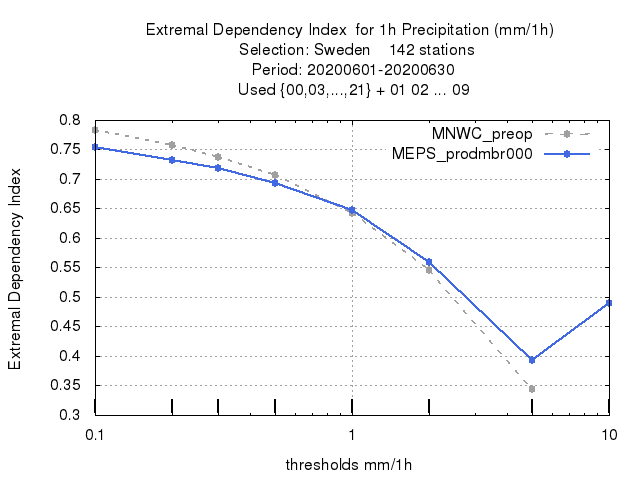 Extremal Dependency Index  for 1h Precipitation (mm/1h)
Selection: Sweden    142 stations
Period: 20200601-20200630
Used {00,03,...,21} + 01 02 ... 09
MNWC_preop
MEPS_prodmbr000
Extremal Dependency Index
0.8
0.75
0.7
0.65
0.6
0.55
0.5
0.45
0.4
0.35
0.3
0.1
1
10
thresholds mm/1h